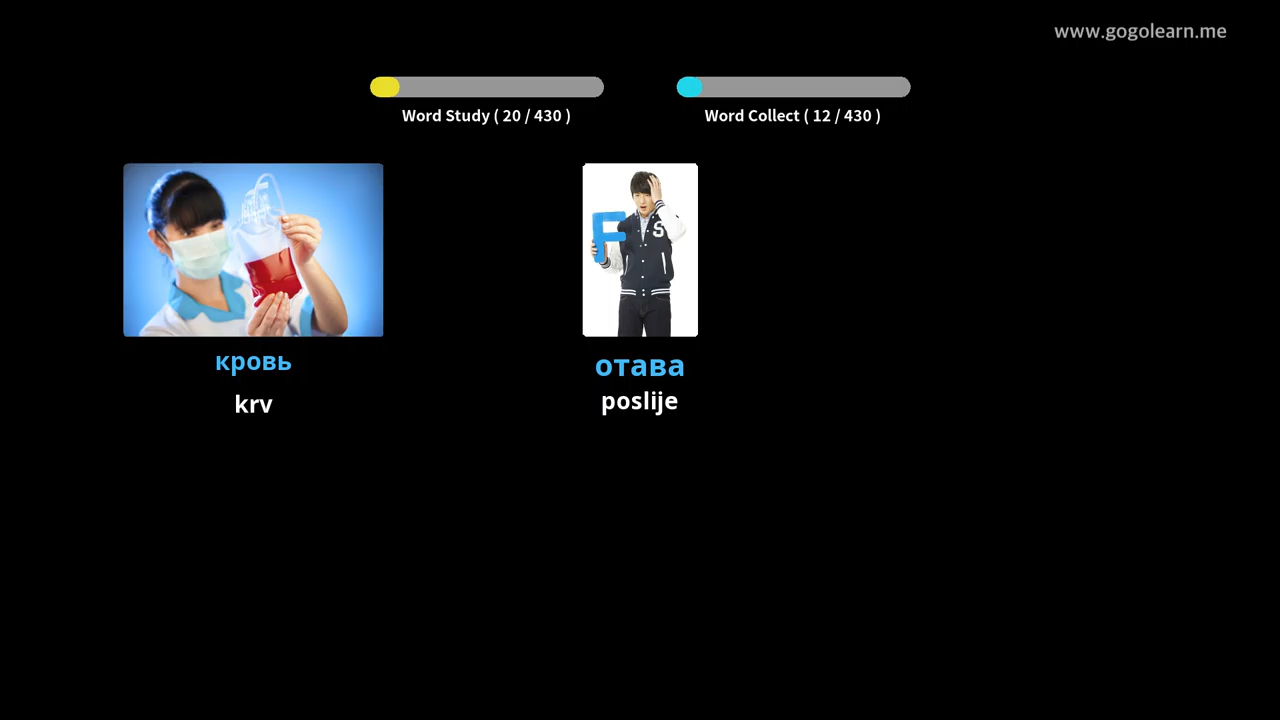 www.gogolearn.me
Word Study ( 20 / 430 )
Word Collect ( 12 / 430 )
F
S
кровь
отава
krv
poslije